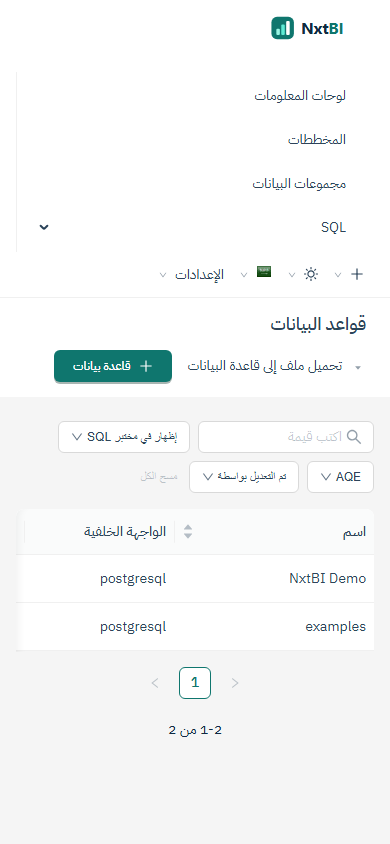 NxtBI
لوحات المعلومات
المخططات
مجموعات البيانات
SQL
الإعدادات
قواعد البيانات
تحميل ملف إلى قاعدة البيانات
قاعدة بيانات
اكتب قيمة
إظهار في مختبر SQL
AQE
تم التعديل بواسطة
مسح الكل
اسم
الواجهة الخلفية
NxtBI Demo
postgresql
examples
postgresql
1
1-2 من 2